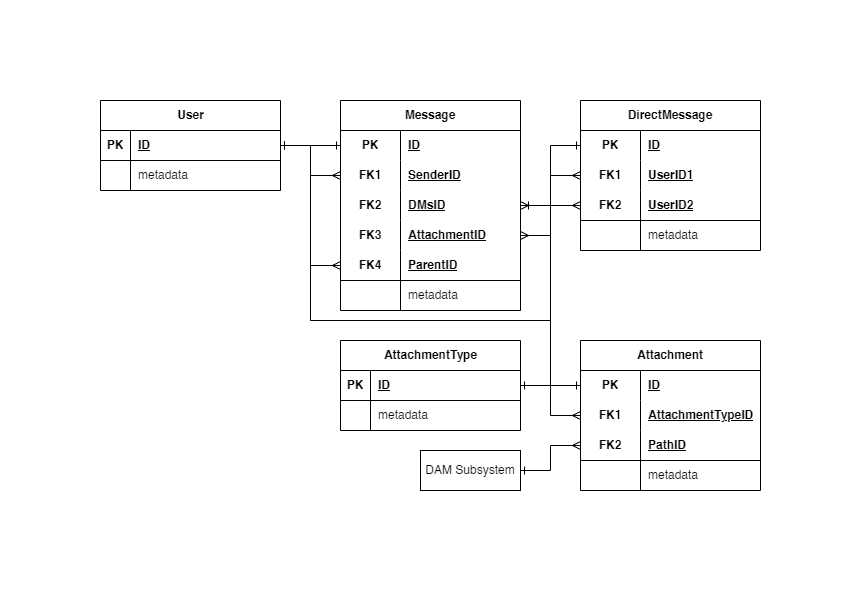 User
PK ID
metadata
Message
PK ID
FK1 SenderID
FK2 DMsID
FK3 AttachmentID
FK4 ParentID
metadata
DirectMessage
PK ID
FK1 UserID1
FK2 UserID2
metadata
AttachmentType
PK ID
metadata
DAM Subsystem
Attachment
PK ID
FK1 AttachmentTypeID
FK2 PathID
metadata